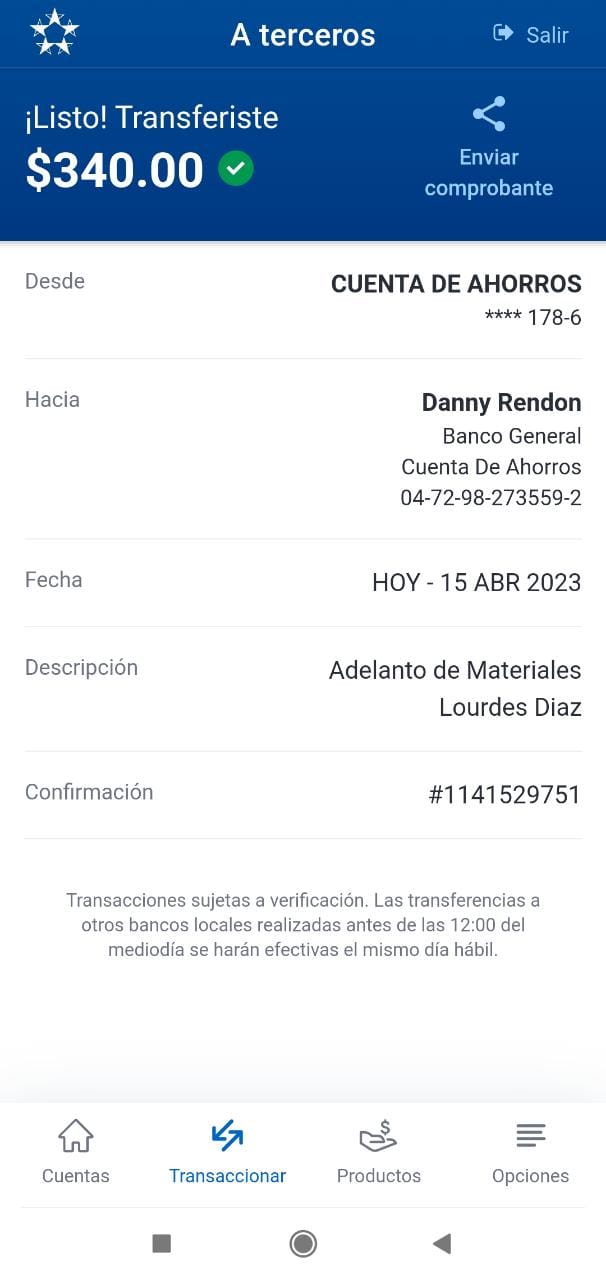 A terceros
Salir
¡Listo! Transferiste
$340.00
Enviar
comprobante
Desde
CUENTA DE AHORROS
**** 178-6
Hacia
Danny Rendon
Banco General
Cuenta De Ahorros
04-72-98-273559-2
Fecha
HOY - 15 ABR 2023
Descripción
Adelanto de Materiales
Lourdes Diaz
Confirmación
#1141529751
Transacciones sujetas a verificación. Las transferencias a
otros bancos locales realizadas antes de las 12:00 del
mediodía se harán efectivas el mismo día hábil.
Cuentas
Transaccionar
Productos
Opciones